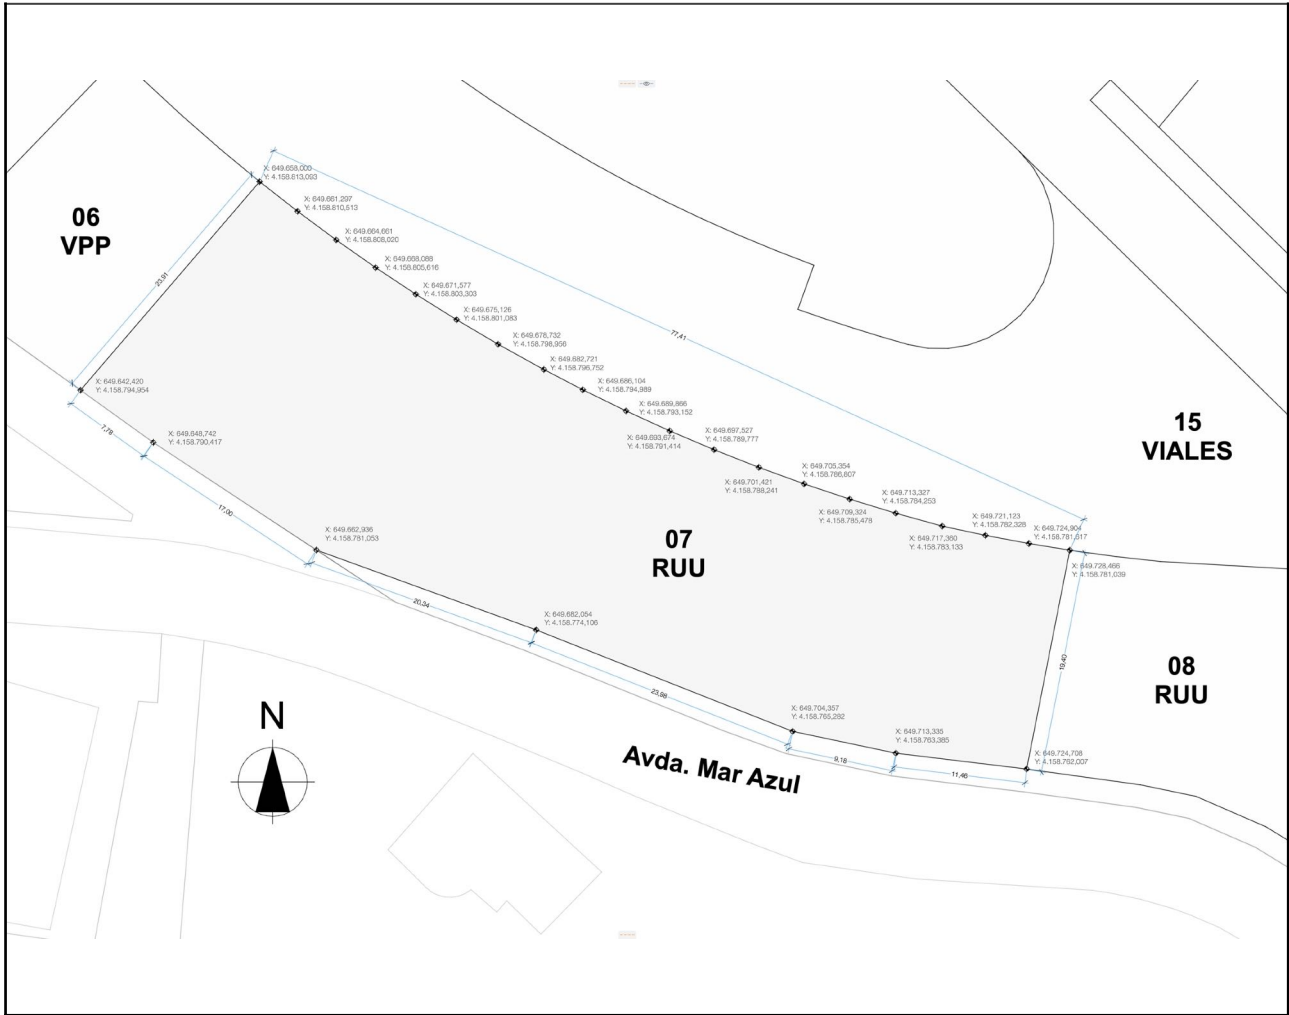 X: 649.658,000
Y: 4.158.813,093
X: 649.661,297
Y: 4.158.810,513
X: 649.664,661
Y: 4.158.808,020
X: 649.668,088
Y: 4.158.805,616
X: 649.671,577
Y: 4.158.803,303
X: 649.675,126
Y: 4.158.801,083
X: 649.678,732
Y: 4.158.798,956
X: 649.682,721
Y: 4.158.796,752
X: 649.686,104
Y: 4.158.794,989
X: 649.689,866
Y: 4.158.793,152
X: 649.693,674
Y: 4.158.791,414
X: 649.697,527
Y: 4.158.789,777
X: 649.701,421
Y: 4.158.788,241
X: 649.705,354
Y: 4.158.786,807
X: 649.709,324
Y: 4.158.785,478
X: 649.713,327
Y: 4.158.784,253
X: 649.717,360
Y: 4.158.783,133
X: 649.721,123
Y: 4.158.782,328
X: 649.724,904
Y: 4.158.781,617
X: 649.728,466
Y: 4.158.781,039
06
VPP
23,91
77,41
X: 649.642,420
Y: 4.158.794,954
7,79
X: 649.648,742
Y: 4.158.790,417
17,00
X: 649.662,936
Y: 4.158.781,053
15
VIALES
07
RUU
20,34
X: 649.682,054
Y: 4.158.774,106
23,98
19,40
08
RUU
X: 649.704,357
Y: 4.158.765,292
9,18
X: 649.713,335
Y: 4.158.763,385
11,46
X: 649.724,708
Y: 4.158.762,007
N
Avda. Mar Azul